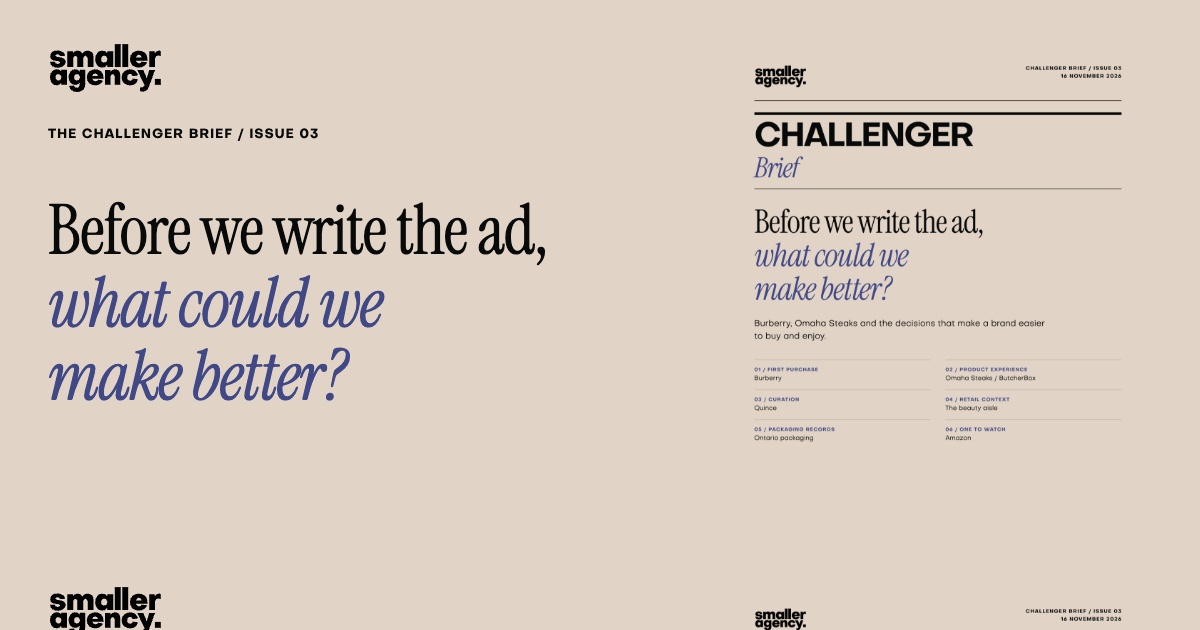 smaller
agency.
THE CHALLENGER BRIEF / ISSUE 03
Before we write the ad,
what could we
make better?
smaller
agency.
CHALLENGER BRIEF / ISSUE 03
16 NOVEMBER 2026
CHALLENGER
Brief
Before we write the ad,
what could we
make better?
Burberry, Omaha Steaks and the decisions that make a brand easier
to buy and enjoy.
01 / FIRST PURCHASE
Burberry
02 / PRODUCT EXPERIENCE
Omaha Steaks / ButcherBox
03 / CURATION
Quince
04 / RETAIL CONTEXT
The beauty aisle
05 / PACKAGING RECORDS
Ontario packaging
06 / ONE TO WATCH
Amazon
smaller
agency.
smaller
agency.
CHALLENGER BRIEF / ISSUE 03
16 NOVEMBER 2026